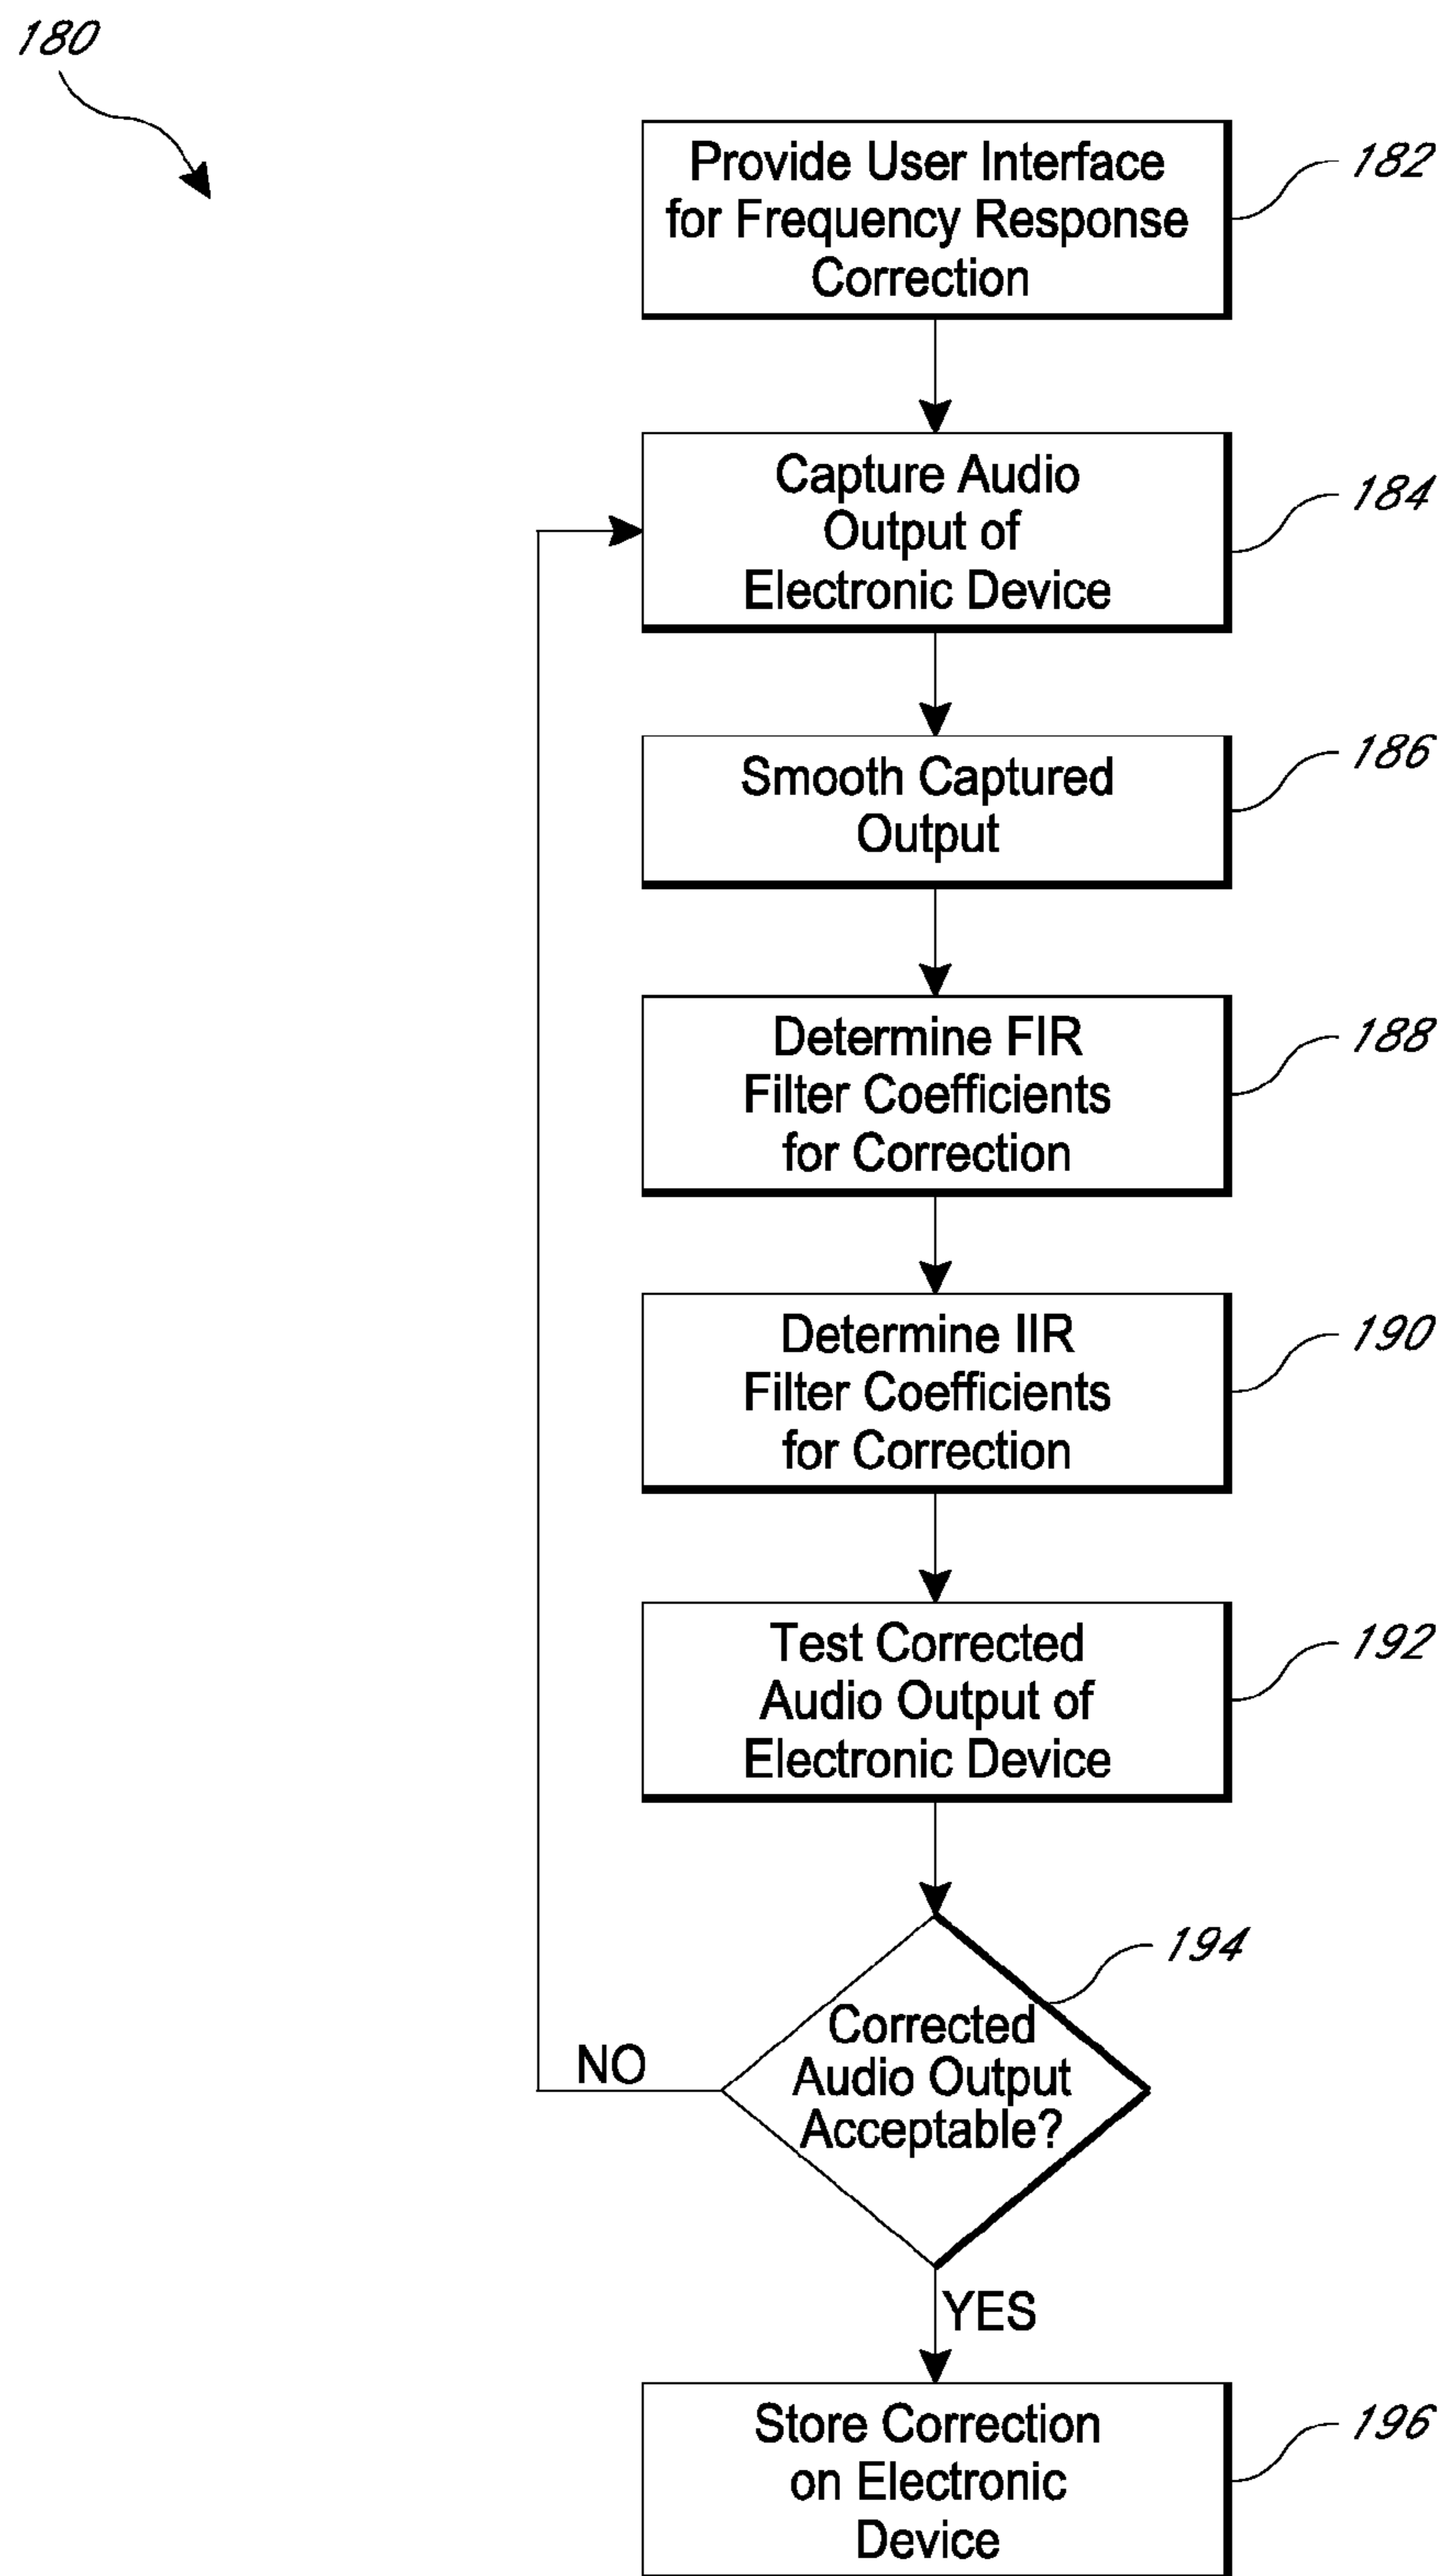 180
Provide User Interface
for Frequency Response
Correction
182
Capture Audio
Output of
Electronic Device
184
Smooth Captured
Output
186
Determine FIR
Filter Coefficients
for Correction
188
Determine IIR
Filter Coefficients
for Correction
190
Test Corrected
Audio Output of
Electronic Device
192
194
Corrected
Audio Output
Acceptable?
NO
YES
Store Correction
on Electronic
Device
196